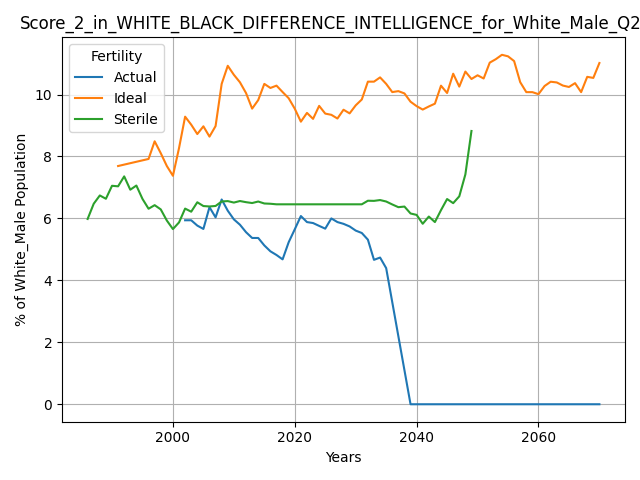 Score_2_in_WHITE_BLACK_DIFFERENCE_INTELLIGENCE_for_White_Male_Q2
Fertility
Actual
Ideal
Sterile
% of White_Male Population
10
8
6
4
2
0
2000 2020 2040 2060
Years